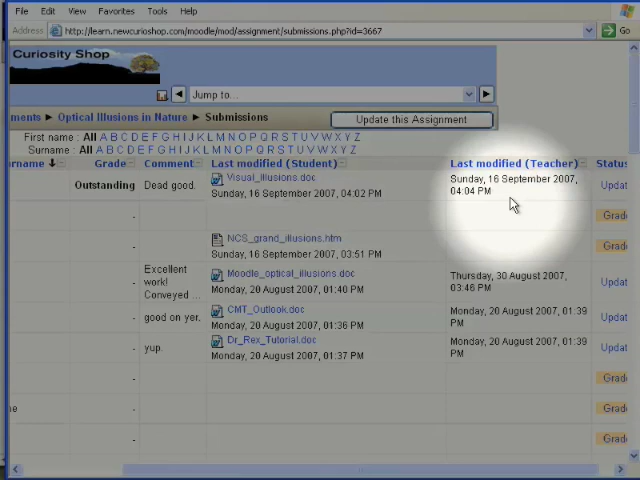 File Edit View Favorites Tools Help
Address http://learn.newcurioshop.com/moodle/mod/assignment/submissions.php?id=3667 Go
Curiosity Shop
Jump to...
ments ► Optical Illusions in Nature ► Submissions Update this Assignment
First name : All A B C D E F G H I J K L M N O P Q R S T U V W X Y Z
Surname : All A B C D E F G H I J K L M N O P Q R S T U V W X Y Z
urname Grade Comment Last modified (Student) Last modified (Teacher) Status
Outstanding Dead good. Visual_illusions.doc
Sunday, 16 September 2007, 04:02 PM
Sunday, 16 September 2007,
04:04 PM
Updat
Grade
- NCS_grand_illusions.htm
Sunday, 16 September 2007, 03:51 PM
Grade
- Excellent
work!
Conveyed ...
Moodle_optical_illusions.doc
Monday, 20 August 2007, 01:40 PM
Thursday, 30 August 2007,
03:46 PM
Updat
- good on yer. CMT_Outlook.doc
Monday, 20 August 2007, 01:36 PM
Monday, 20 August 2007, 01:39
PM
Updat
- yup. Dr_Rex_Tutorial.doc
Monday, 20 August 2007, 01:37 PM
Monday, 20 August 2007, 01:39
PM
Updat
- Grade
ne - Grade
- Grade